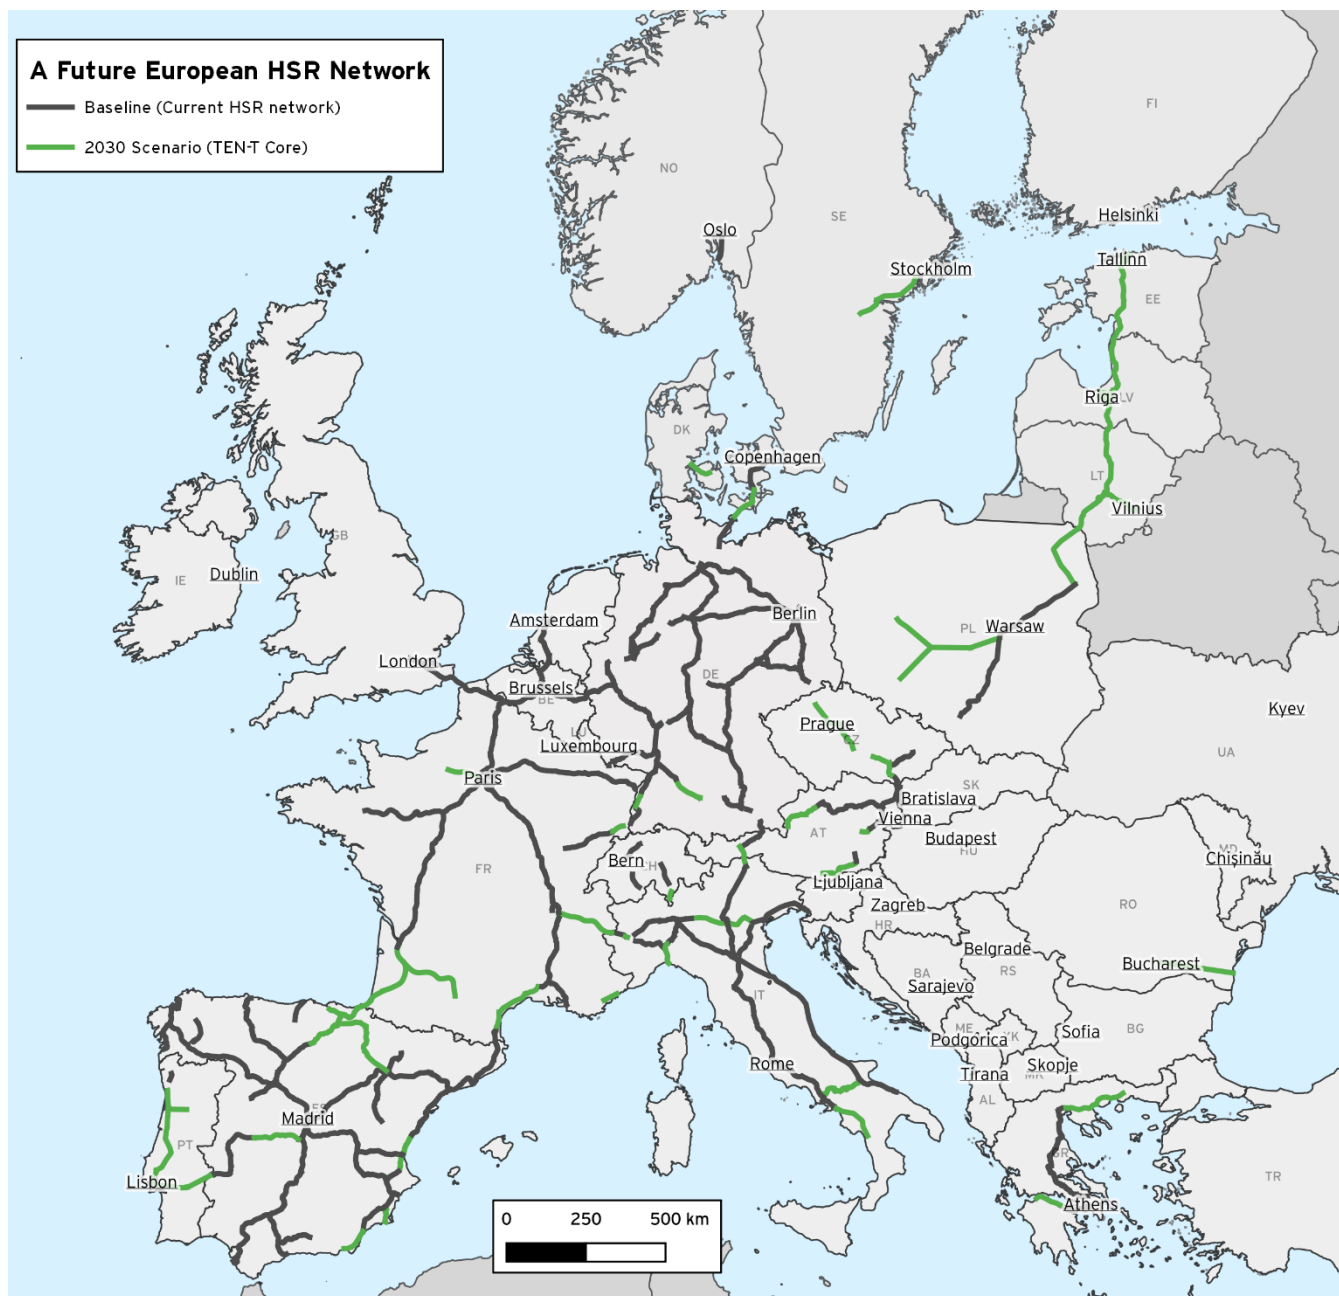 A Future European HSR Network
Baseline (Current HSR network)
2030 Scenario (TEN-T Core)
FI
NO
SE
Oslo
Helsinki
Stockholm
Tallinn
EE
Riga
LV
DK
Copenhagen
LT
Vilnius
GB
IE
Dublin
Amsterdam
Berlin
PL
Warsaw
London
Brussels
BE
DE
Kyev
LU
Luxembourg
Prague
CZ
UA
Paris
SK
Bratislava
Vienna
AT
Budapest
HU
MD
Chișinău
FR
Bern
CH
Ljubljana
Zagreb
HR
RO
Belgrade
Bucharest
BA
RS
Sarajevo
IT
ME
Podgorica
Sofia
BG
Rome
Skopje
MK
Tirana
AL
ES
Madrid
PT
Lisbon
GR
Athens
TR
0 250 500 km